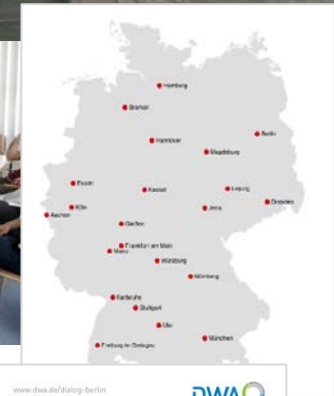 Hamburg
Bremen
Berlin
Hannover
Magdeburg
Essen
Kassel
Leipzig
Köln
Jena
Dresden
Aachen
Gießen
Frankfurt am Main
Mainz
Würzburg
Nürnberg
Karlsruhe
Stuttgart
Ulm
München
Freiburg im Breisgau
www.dwa.de/dialog-berlin
DWA